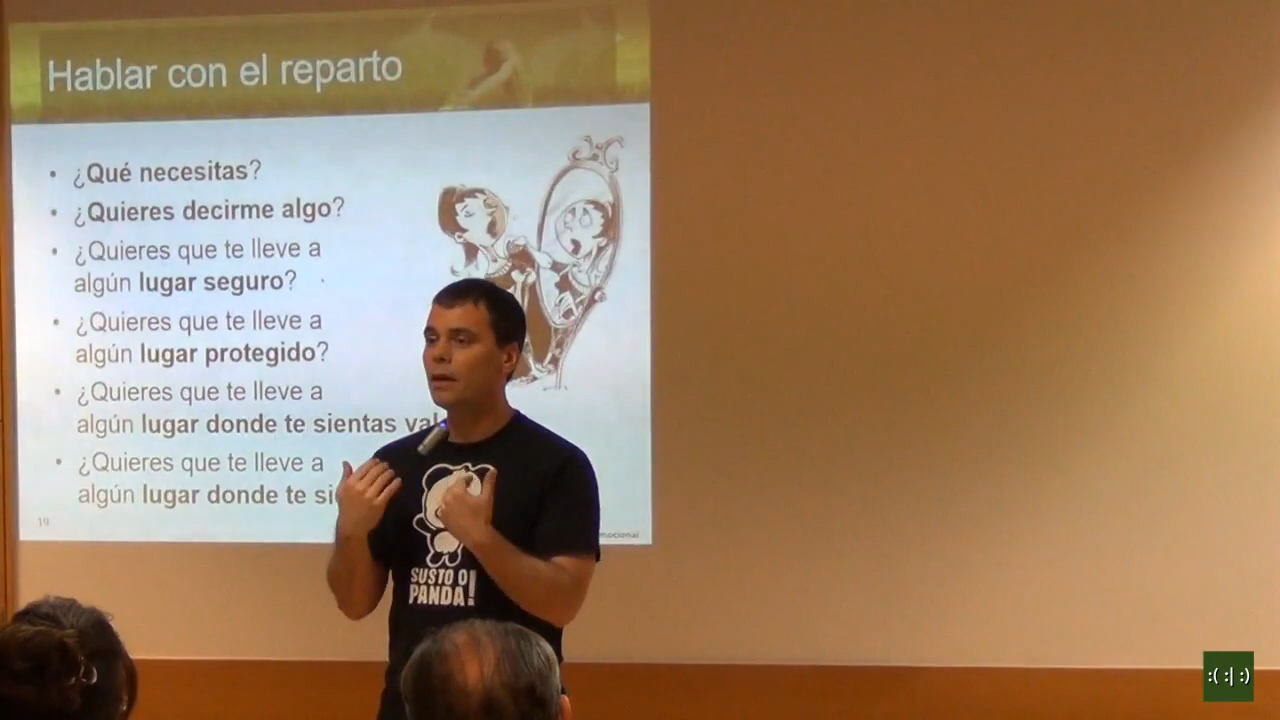 Hablar con el reparto
• ¿Qué necesitas?
• ¿Quieres decirme algo?
• ¿Quieres que te lleve a
algún lugar seguro?
• ¿Quieres que te lleve a
algún lugar protegido?
• ¿Quieres que te lleve a
algún lugar donde te sientas val
• ¿Quieres que te lleve a
algún lugar donde te si
19
mocional
SUSTO O
PANDA!
:( :| :)